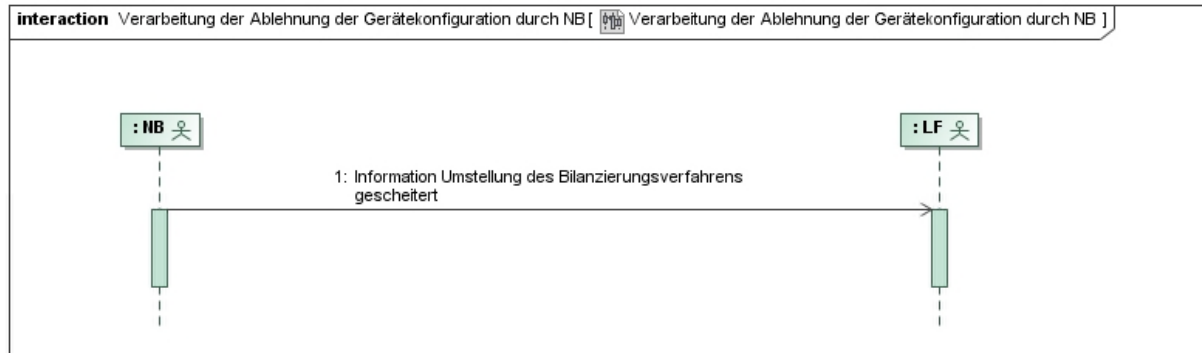 interaction Verarbeitung der Ablehnung der Gerätekonfiguration durch NB [ Verarbeitung der Ablehnung der Gerätekonfiguration durch NB ]
: NB
: LF
1: Information Umstellung des Bilanzierungsverfahrens
gescheitert